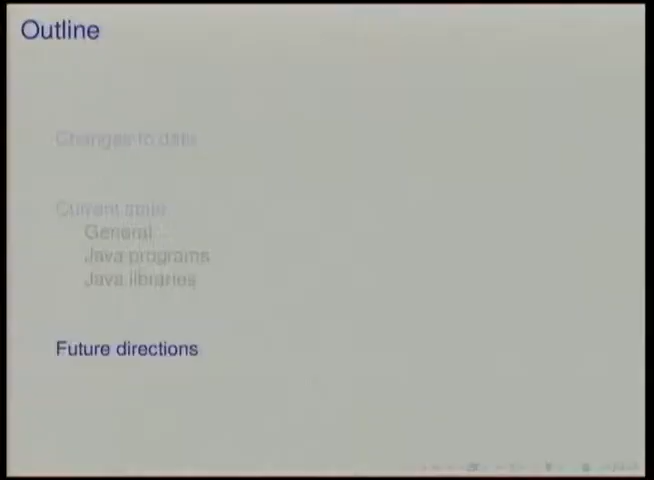 Outline
Changes to date
Current state
General
Java programs
Java libraries
Future directions